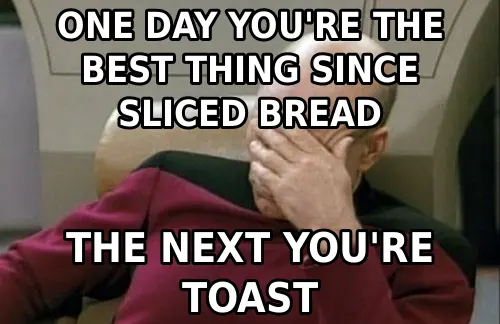 ONE DAY YOU'RE THE
BEST THING SINCE
SLICED BREAD
THE NEXT YOU'RE
TOAST